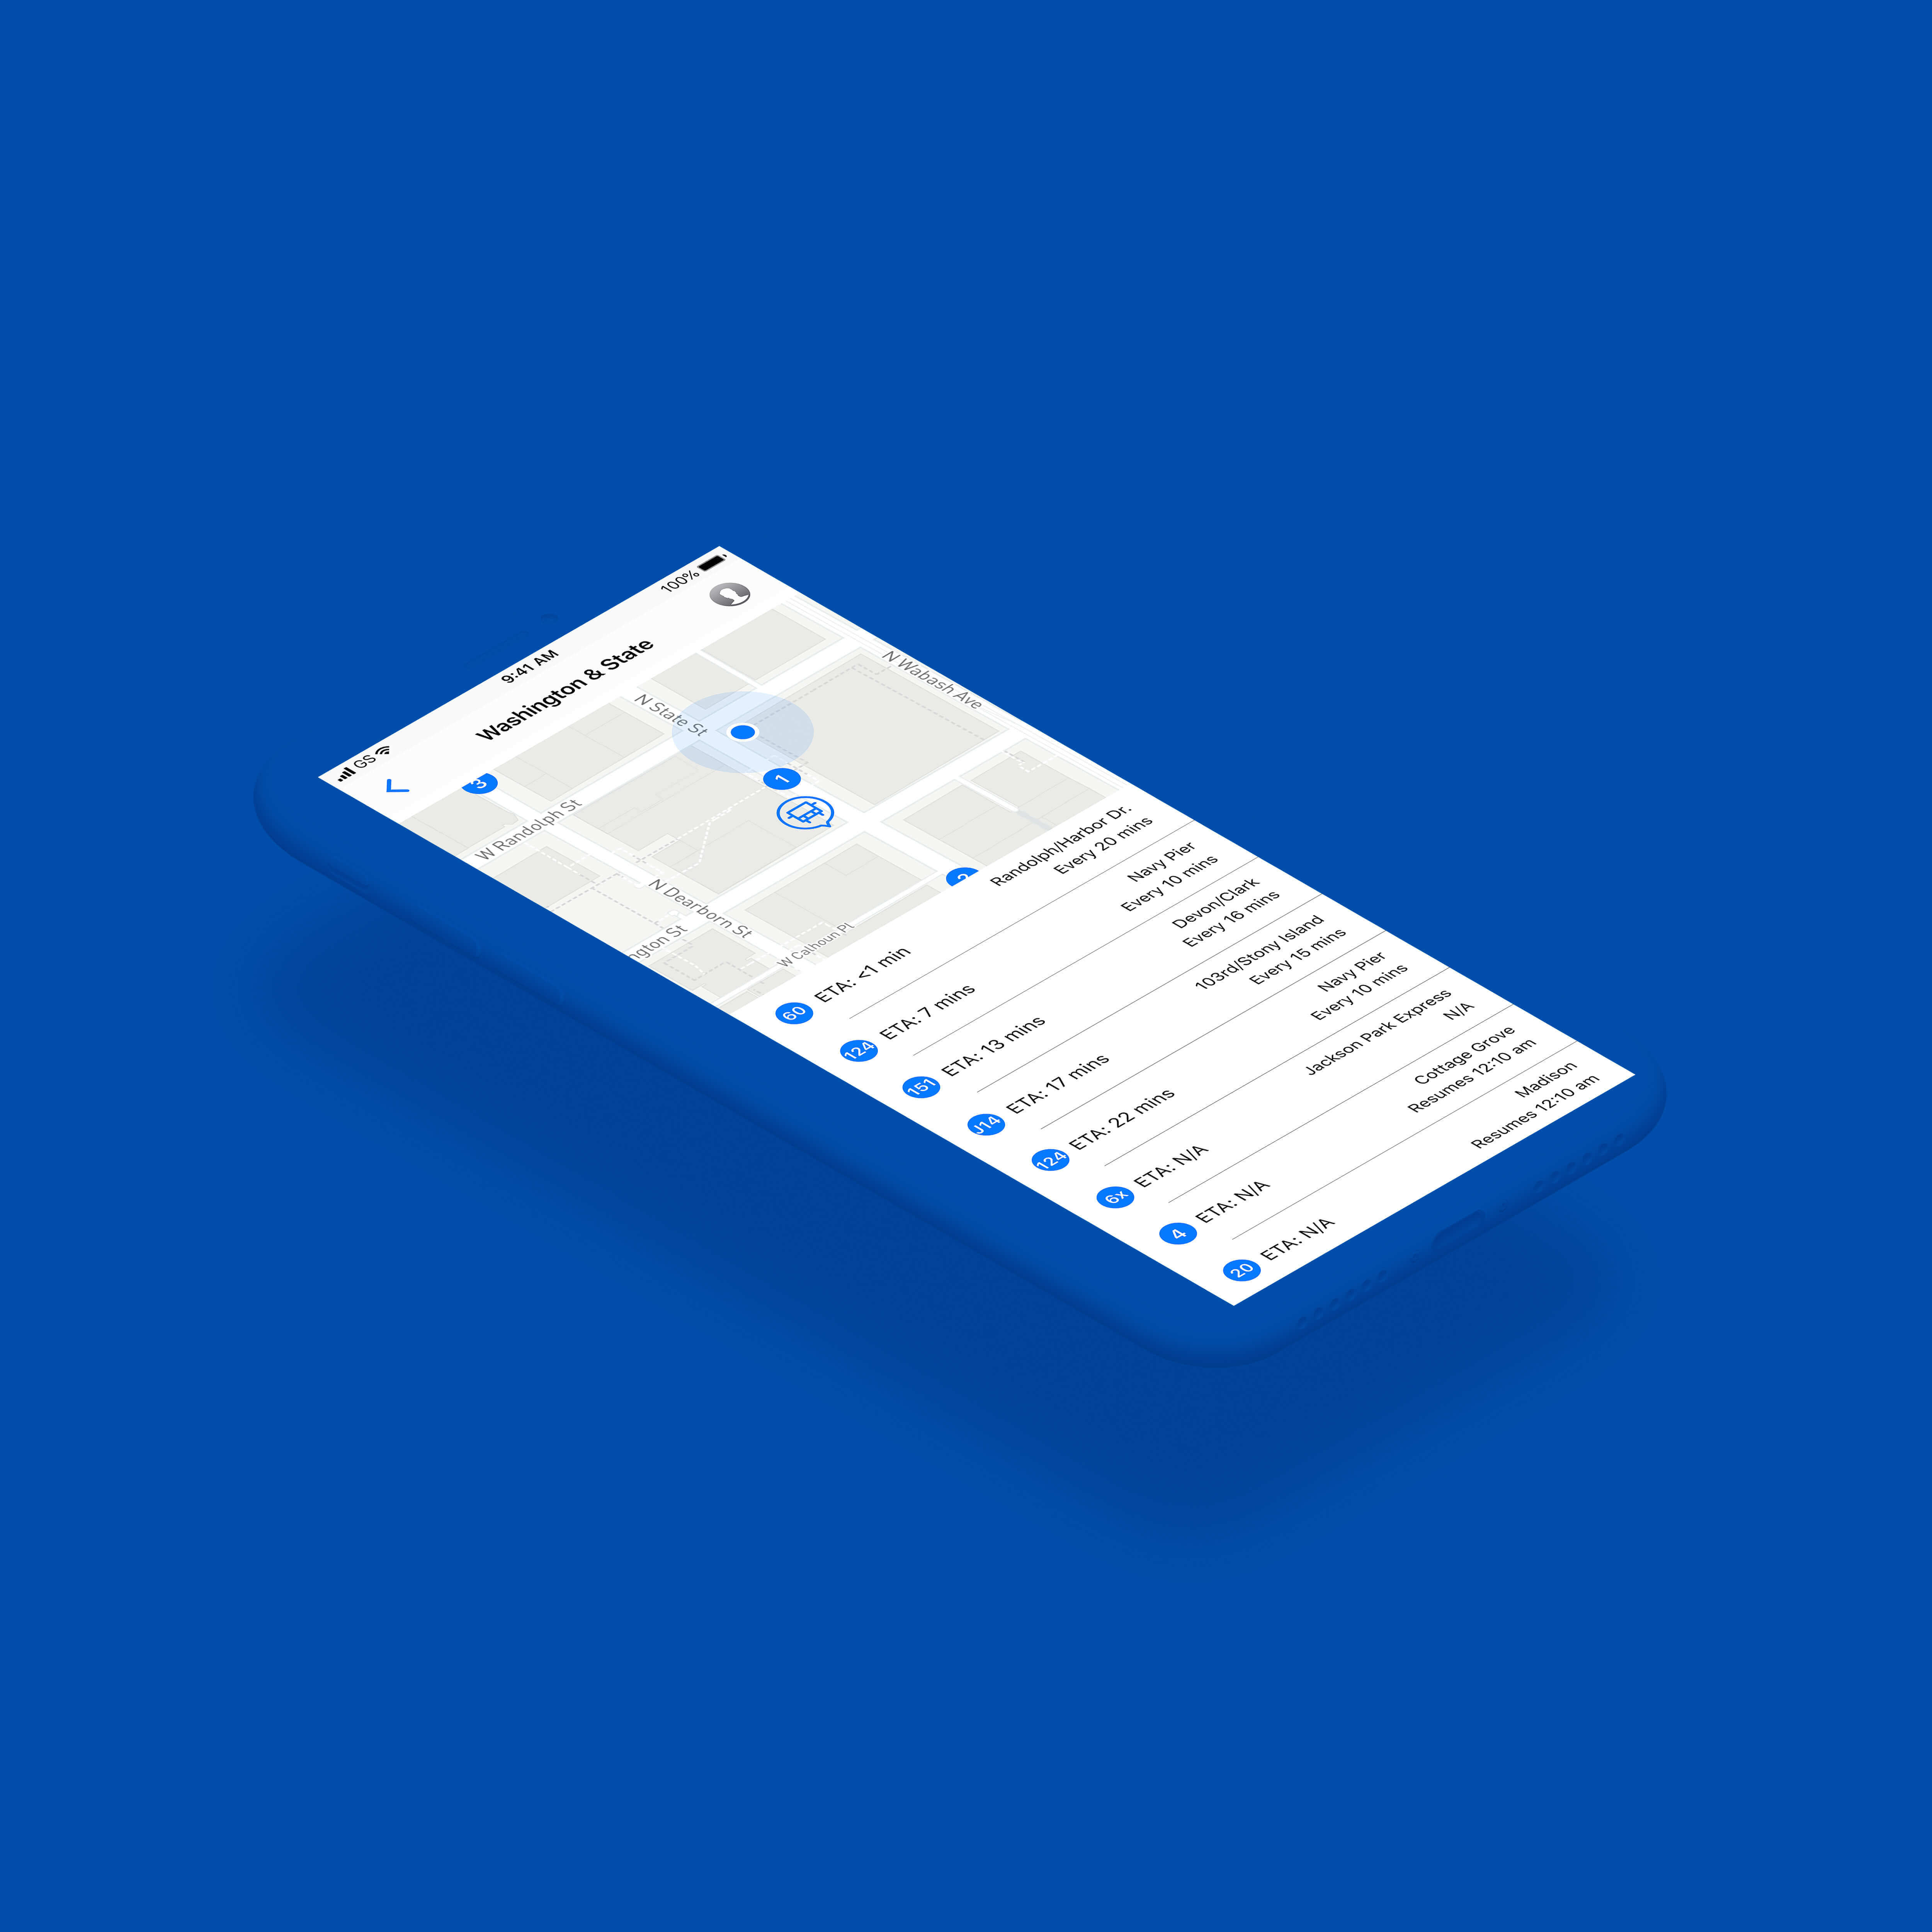 GS 9:41 AM 100%
Washington & State
N Wabash Ave
N State St
3
1
W Randolph St
N Dearborn St
W Calhoun Pl
60 ETA: <1 min Randolph/Harbor Dr.
Every 20 mins
124 ETA: 7 mins Navy Pier
Every 10 mins
151 ETA: 13 mins Devon/Clark
Every 16 mins
J14 ETA: 17 mins 103rd/Stony Island
Every 15 mins
124 ETA: 22 mins Navy Pier
Every 10 mins
6x ETA: N/A Jackson Park Express
N/A
4 ETA: N/A Cottage Grove
Resumes 12:10 am
20 ETA: N/A Madison
Resumes 12:10 am